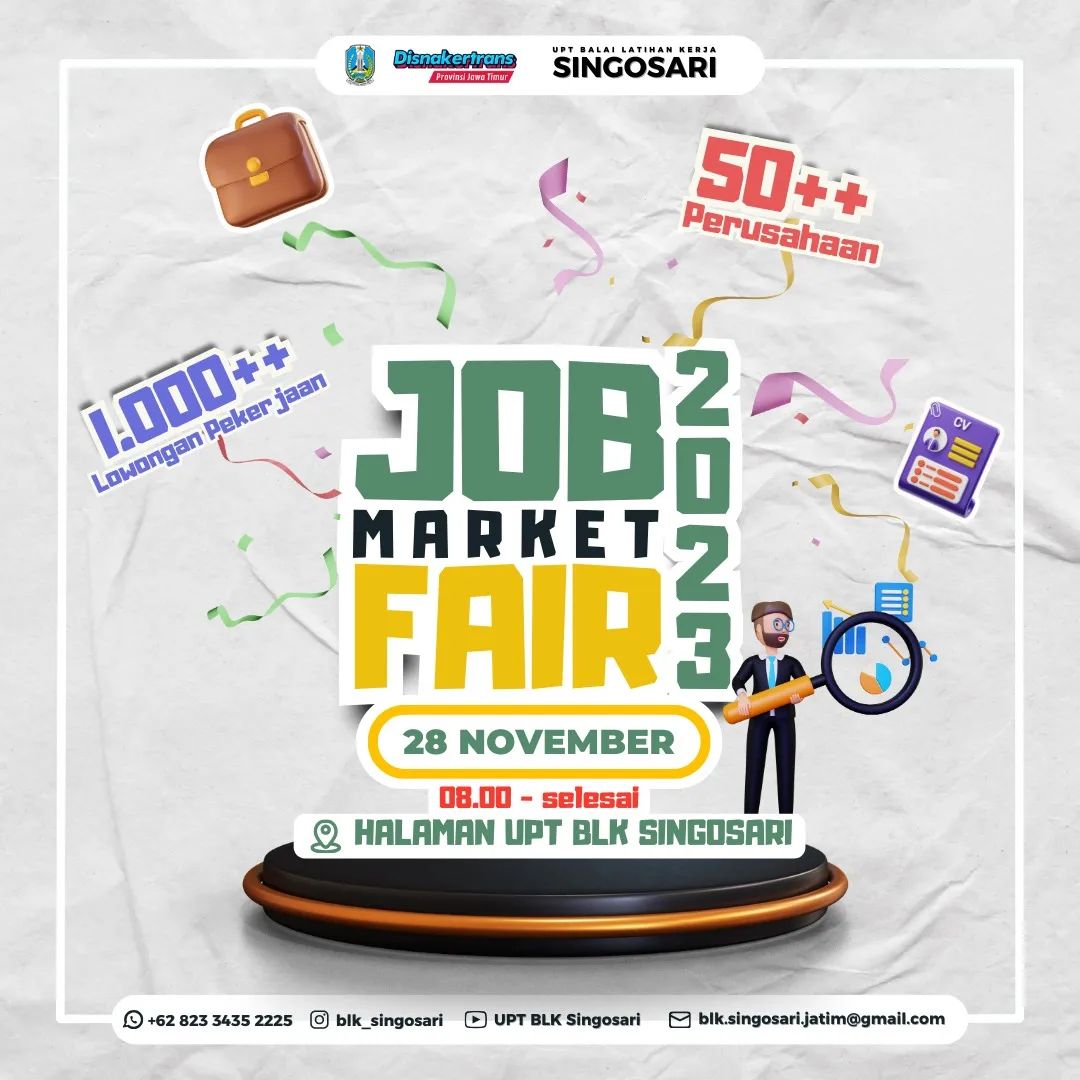 Disnakertrans
Provinsi Jawa Timur
UPT BALAI LATIHAN KERJA
SINGOSARI
50++
Perusahaan
1.000++
Lowongan Pekerjaan
JOB
MARKET
FAIR
2023
CV
28 NOVEMBER
08.00 - selesai
HALAMAN UPT BLK SINGOSARI
+62 823 3435 2225
blk_singosari
UPT BLK Singosari
blk.singosari.jatim@gmail.com